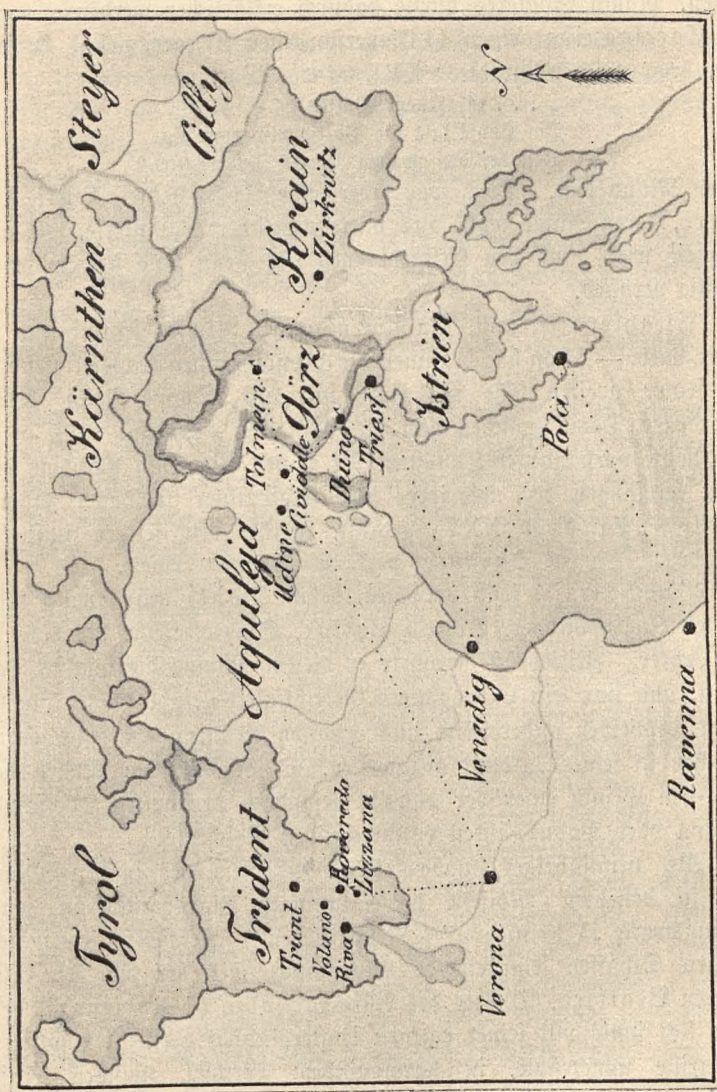 N
Steyer
Cilly
Kärnthen
Krain
Zirknitz
Tyrol
Trident
Trient
Volano
Riva
Roveredo
Lizzana
Verona
Aquileja
Udine
Cividale
Tolmein
Görz
Duino
Triest
Istrien
Pola
Venedig
Ravenna